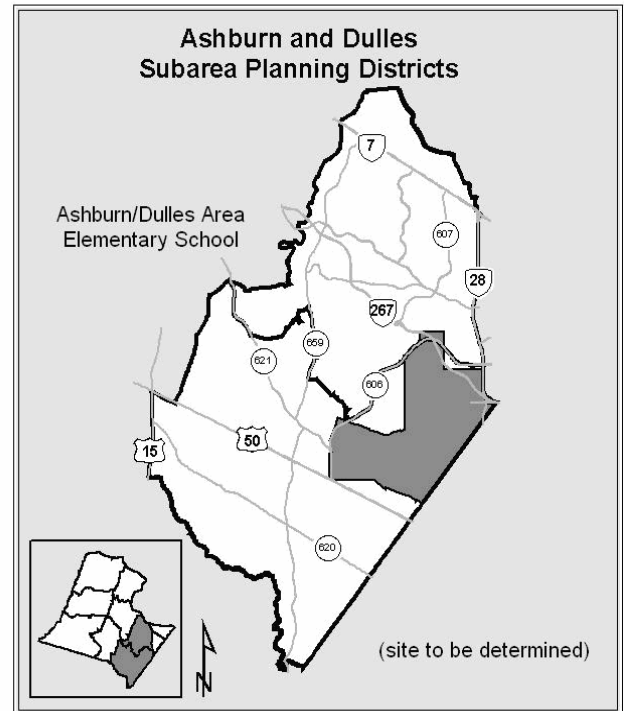 Ashburn and Dulles
Subarea Planning Districts
7
Ashburn/Dulles Area
Elementary School
607
28
267
659
621
606
50
15
620
(site to be determined)
N